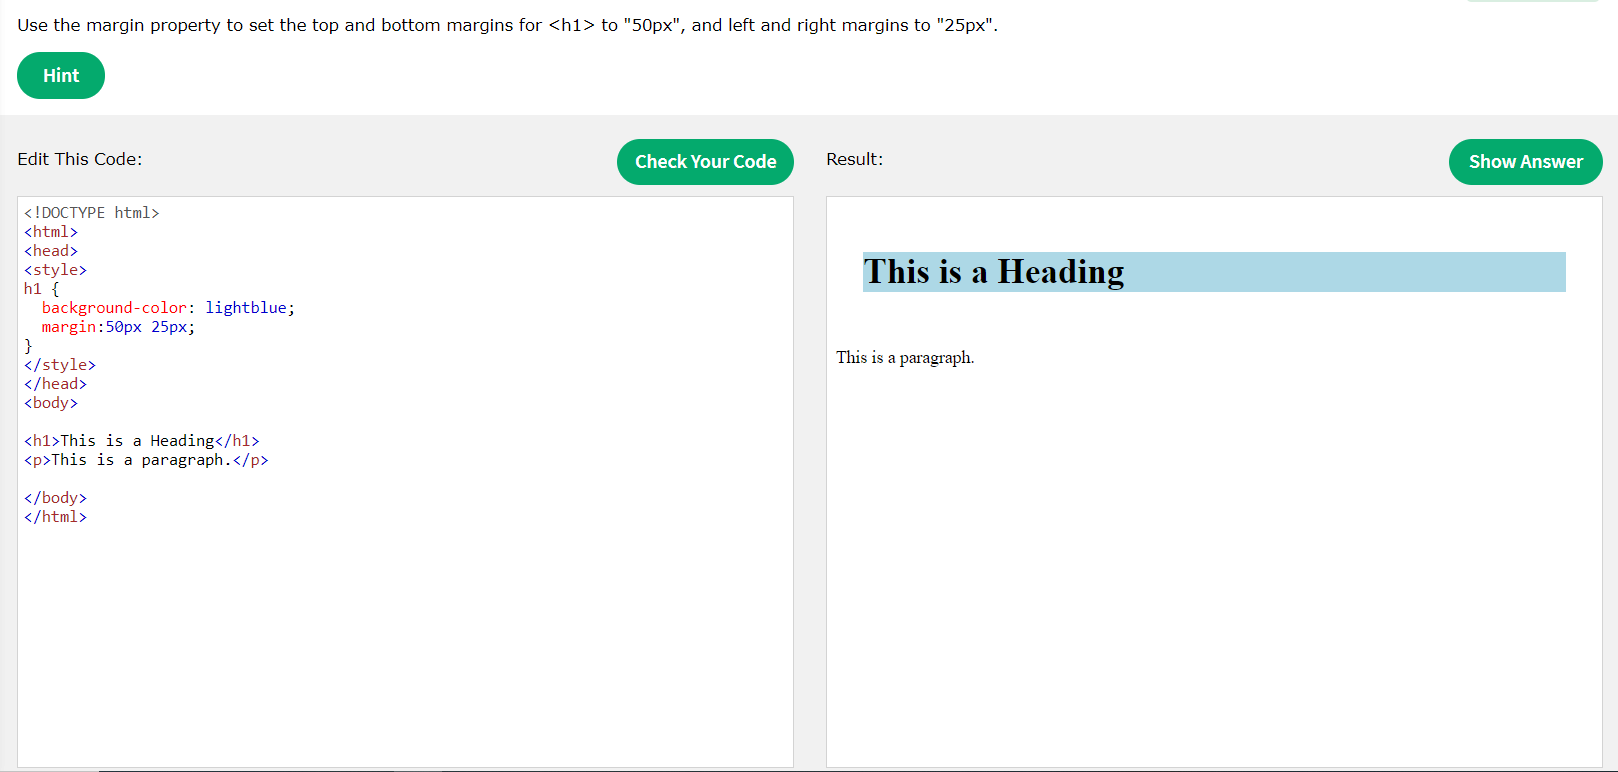 Use the margin property to set the top and bottom margins for <h1> to "50px", and left and right margins to "25px".
Hint
Edit This Code:
Check Your Code
Result:
Show Answer
<!DOCTYPE html>
<html>
<head>
<style>
h1 {
  background-color: lightblue;
  margin:50px 25px;
}
</style>
</head>
<body>
<h1>This is a Heading</h1>
<p>This is a paragraph.</p>
</body>
</html>
This is a Heading
This is a paragraph.